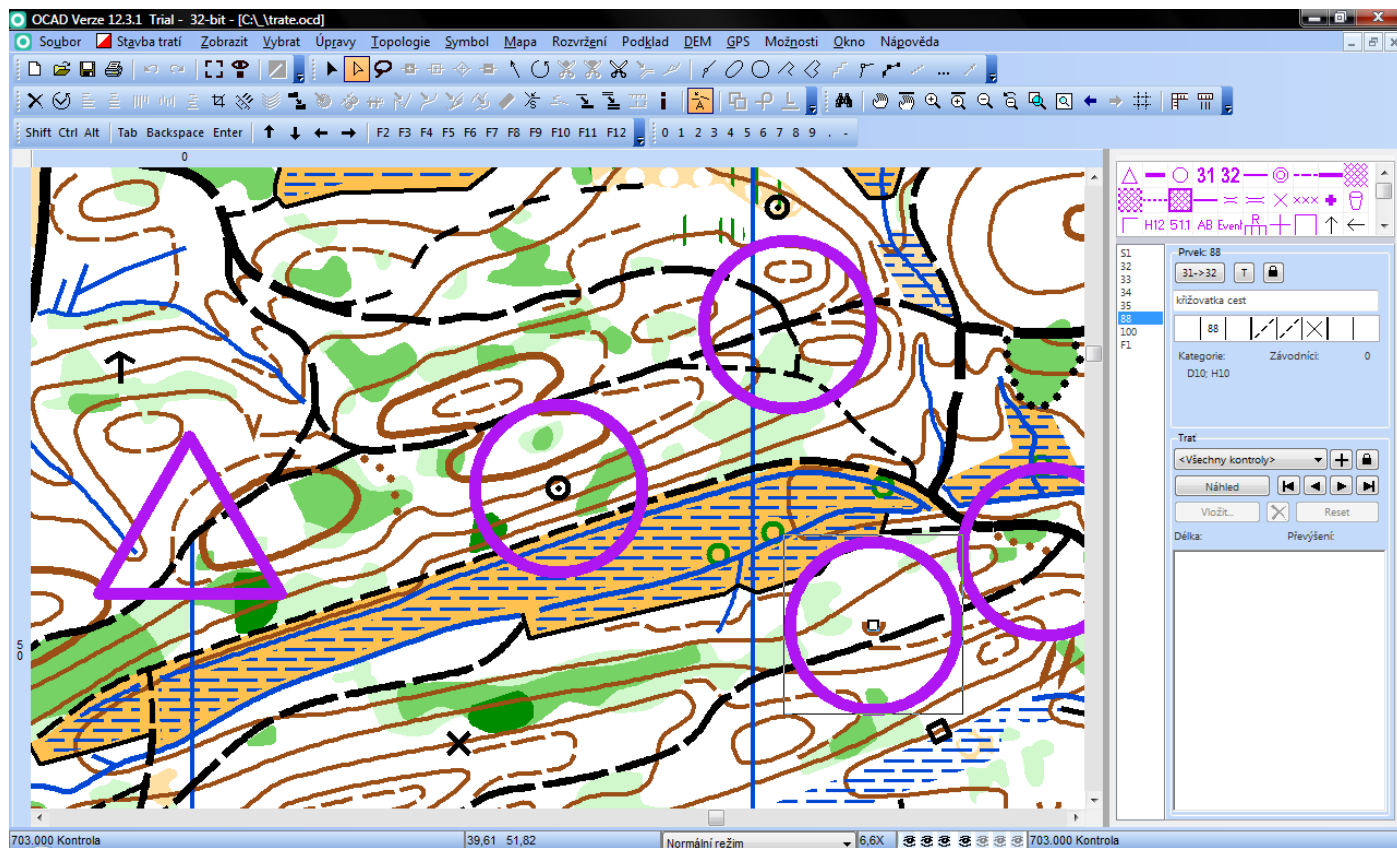 OCAD Verze 12.3.1 Trial - 32-bit - [C:\_\trate.ocd]
Soubor Stavba tratí Zobrazit Vybrat Úpravy Topologie Symbol Mapa Rozvržení Podklad DEM GPS Možnosti Okno Nápověda
Shift Ctrl Alt Tab Backspace Enter F2 F3 F4 F5 F6 F7 F8 F9 F10 F11 F12 0 1 2 3 4 5 6 7 8 9 . -
0
50
31 32
H12 51.1 AB Event R
S1
32
33
34
35
88
100
F1
Prvek: 88
31->32 T
křižovatka cest
88
Kategorie: Závodníci: 0
D10; H10
Trať
<Všechny kontroly>
Náhled
Vložit... Reset
Délka: Převýšení:
703.000 Kontrola 39,61 51,82 Normální režim 6,6X 703.000 Kontrola